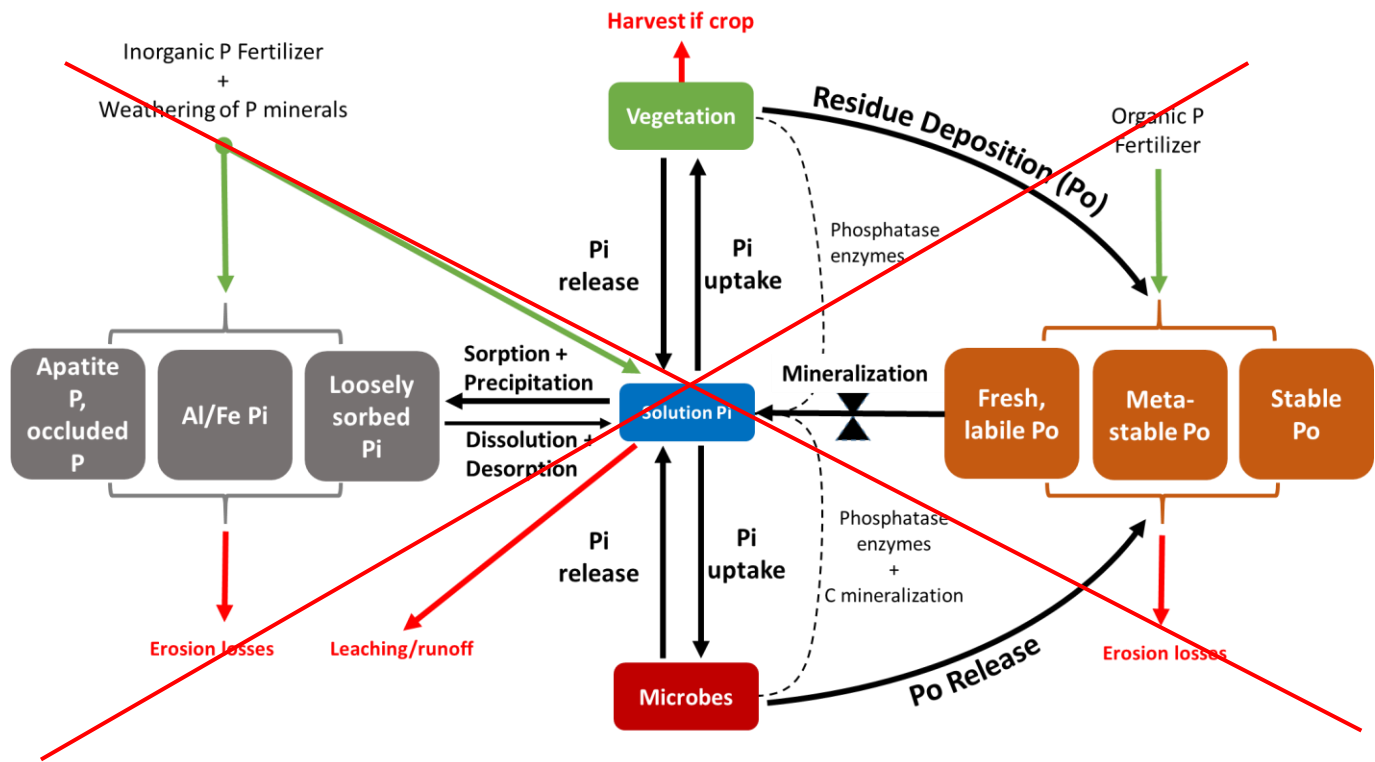 Harvest if crop
Inorganic P Fertilizer
+
Weathering of P minerals
Vegetation
Residue Deposition (Po)
Organic P
Fertilizer
Phosphatase
enzymes
Pi
release
Pi
uptake
Apatite
P,
occluded
P
Al/Fe Pi
Loosely
sorbed
Pi
Sorption +
Precipitation
Dissolution +
Desorption
Solution Pi
Mineralization
Fresh,
labile Po
Meta-
stable Po
Stable
Po
Pi
release
Pi
uptake
Phosphatase
enzymes
+
C mineralization
Erosion losses
Leaching/runoff
Microbes
Po Release
Erosion losses